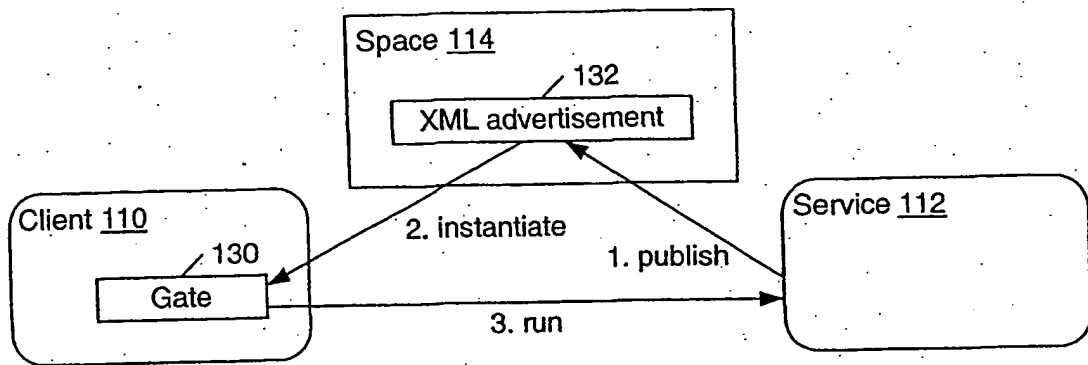 Space 114
132
XML advertisement
Client 110
2. instantiate
Service 112
130
1. publish
Gate
3. run